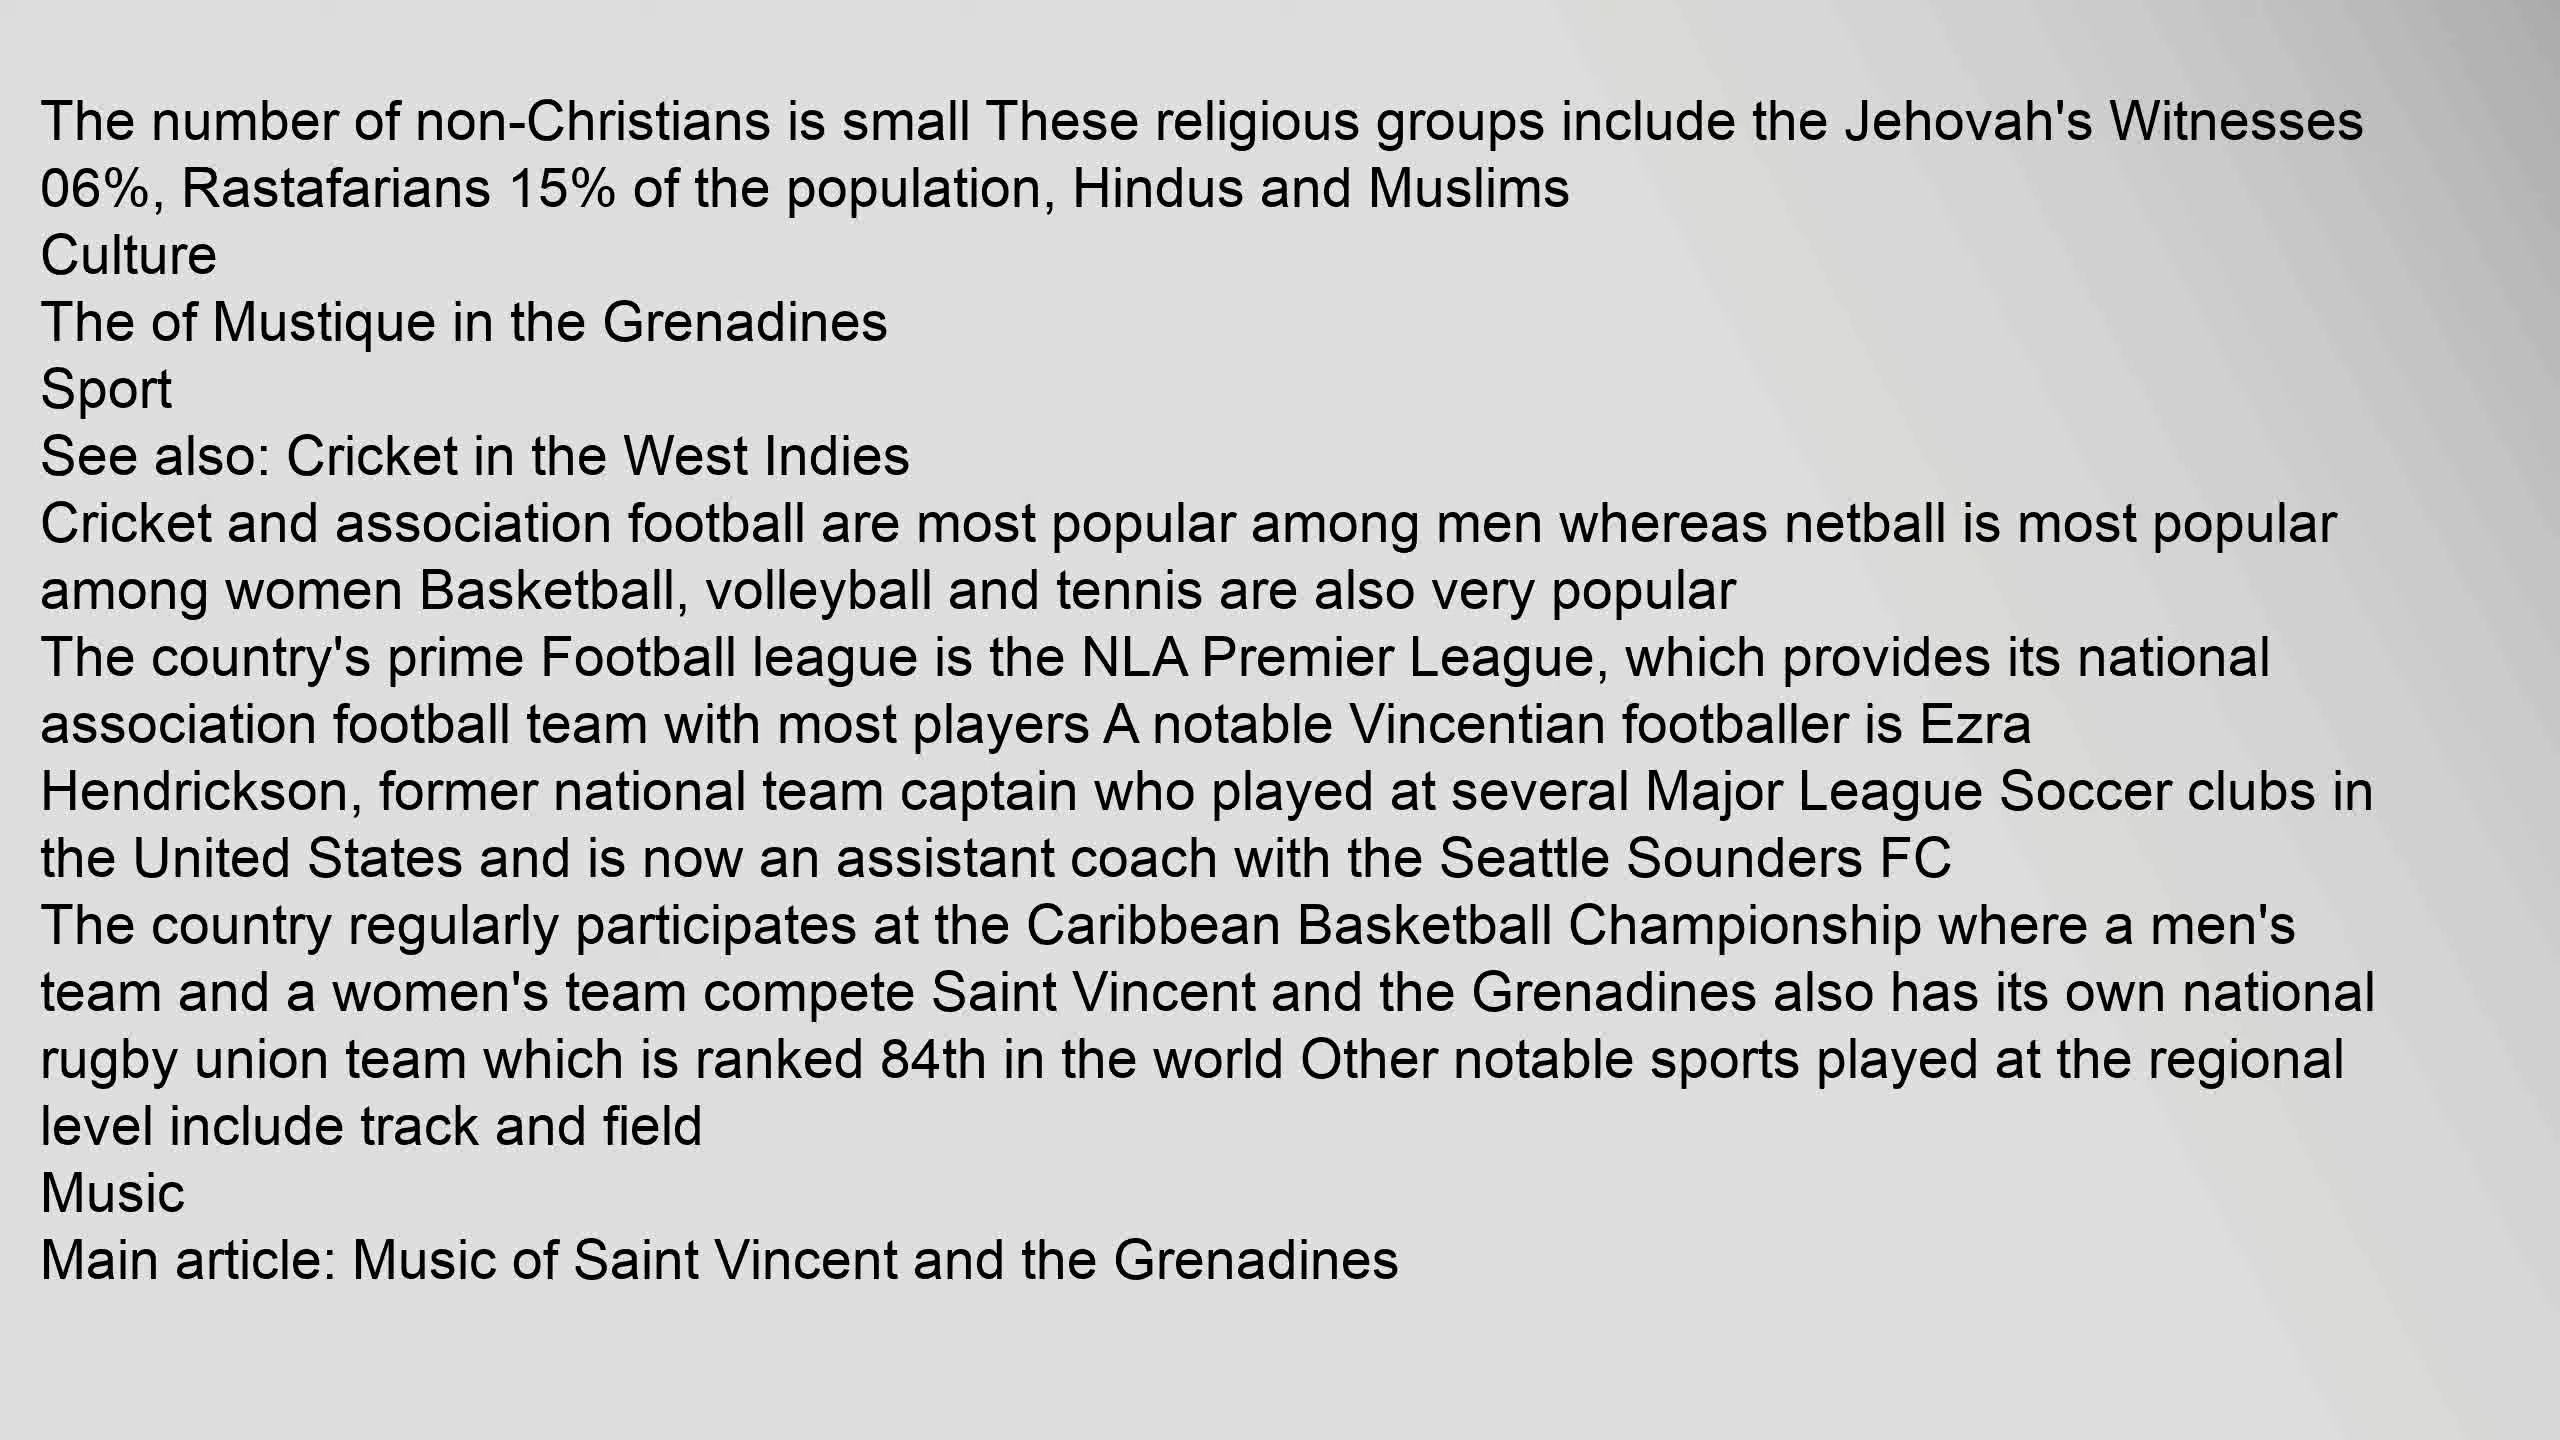 The number of non-Christians is small These religious groups include the Jehovah's Witnesses
06%, Rastafarians 15% of the population, Hindus and Muslims
Culture
The of Mustique in the Grenadines
Sport
See also: Cricket in the West Indies
Cricket and association football are most popular among men whereas netball is most popular
among women Basketball, volleyball and tennis are also very popular
The country's prime Football league is the NLA Premier League, which provides its national
association football team with most players A notable Vincentian footballer is Ezra
Hendrickson, former national team captain who played at several Major League Soccer clubs in
the United States and is now an assistant coach with the Seattle Sounders FC
The country regularly participates at the Caribbean Basketball Championship where a men's
team and a women's team compete Saint Vincent and the Grenadines also has its own national
rugby union team which is ranked 84th in the world Other notable sports played at the regional
level include track and field
Music
Main article: Music of Saint Vincent and the Grenadines